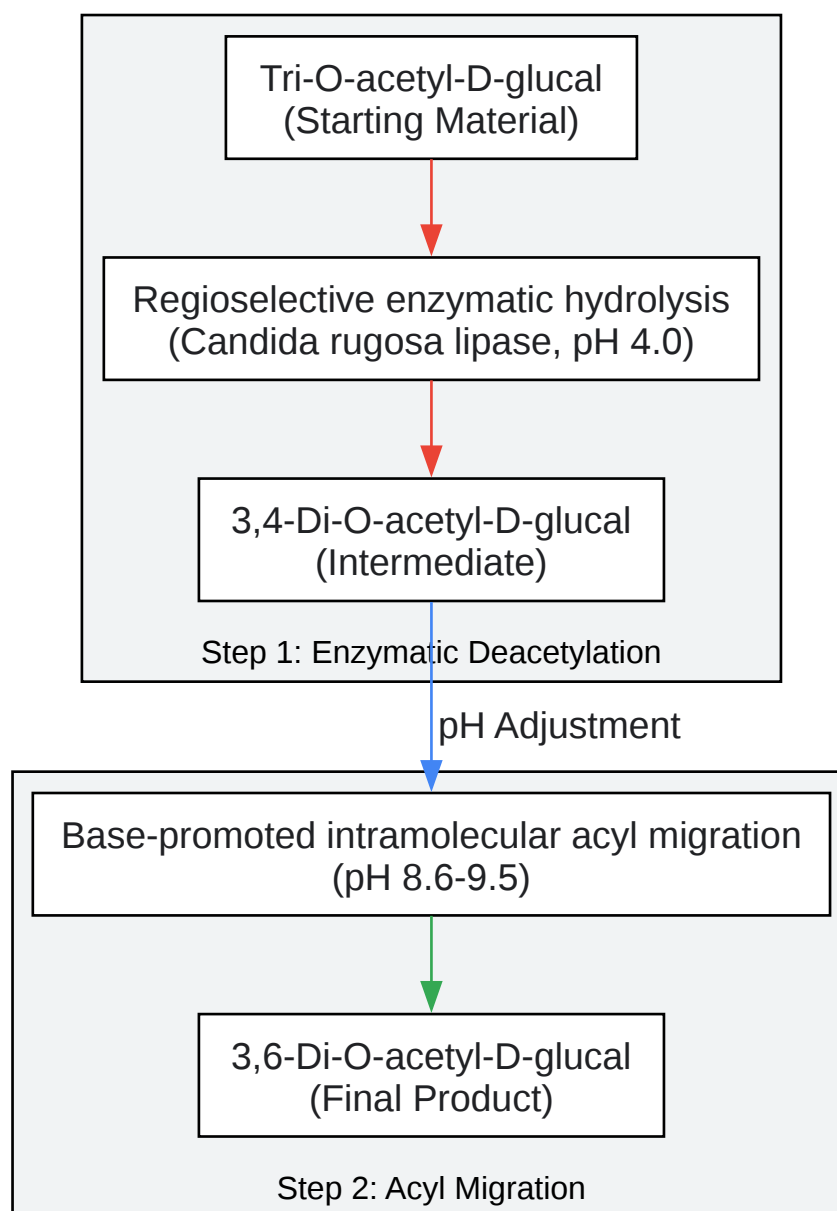 Tri-O-acetyl-D-glucal
(Starting Material)
Regioselective enzymatic hydrolysis
(Candida rugosa lipase, pH 4.0)
3,4-Di-O-acetyl-D-glucal
(Intermediate)
Step 1: Enzymatic Deacetylation
pH Adjustment
Base-promoted intramolecular acyl migration
(pH 8.6-9.5)
3,6-Di-O-acetyl-D-glucal
(Final Product)
Step 2: Acyl Migration